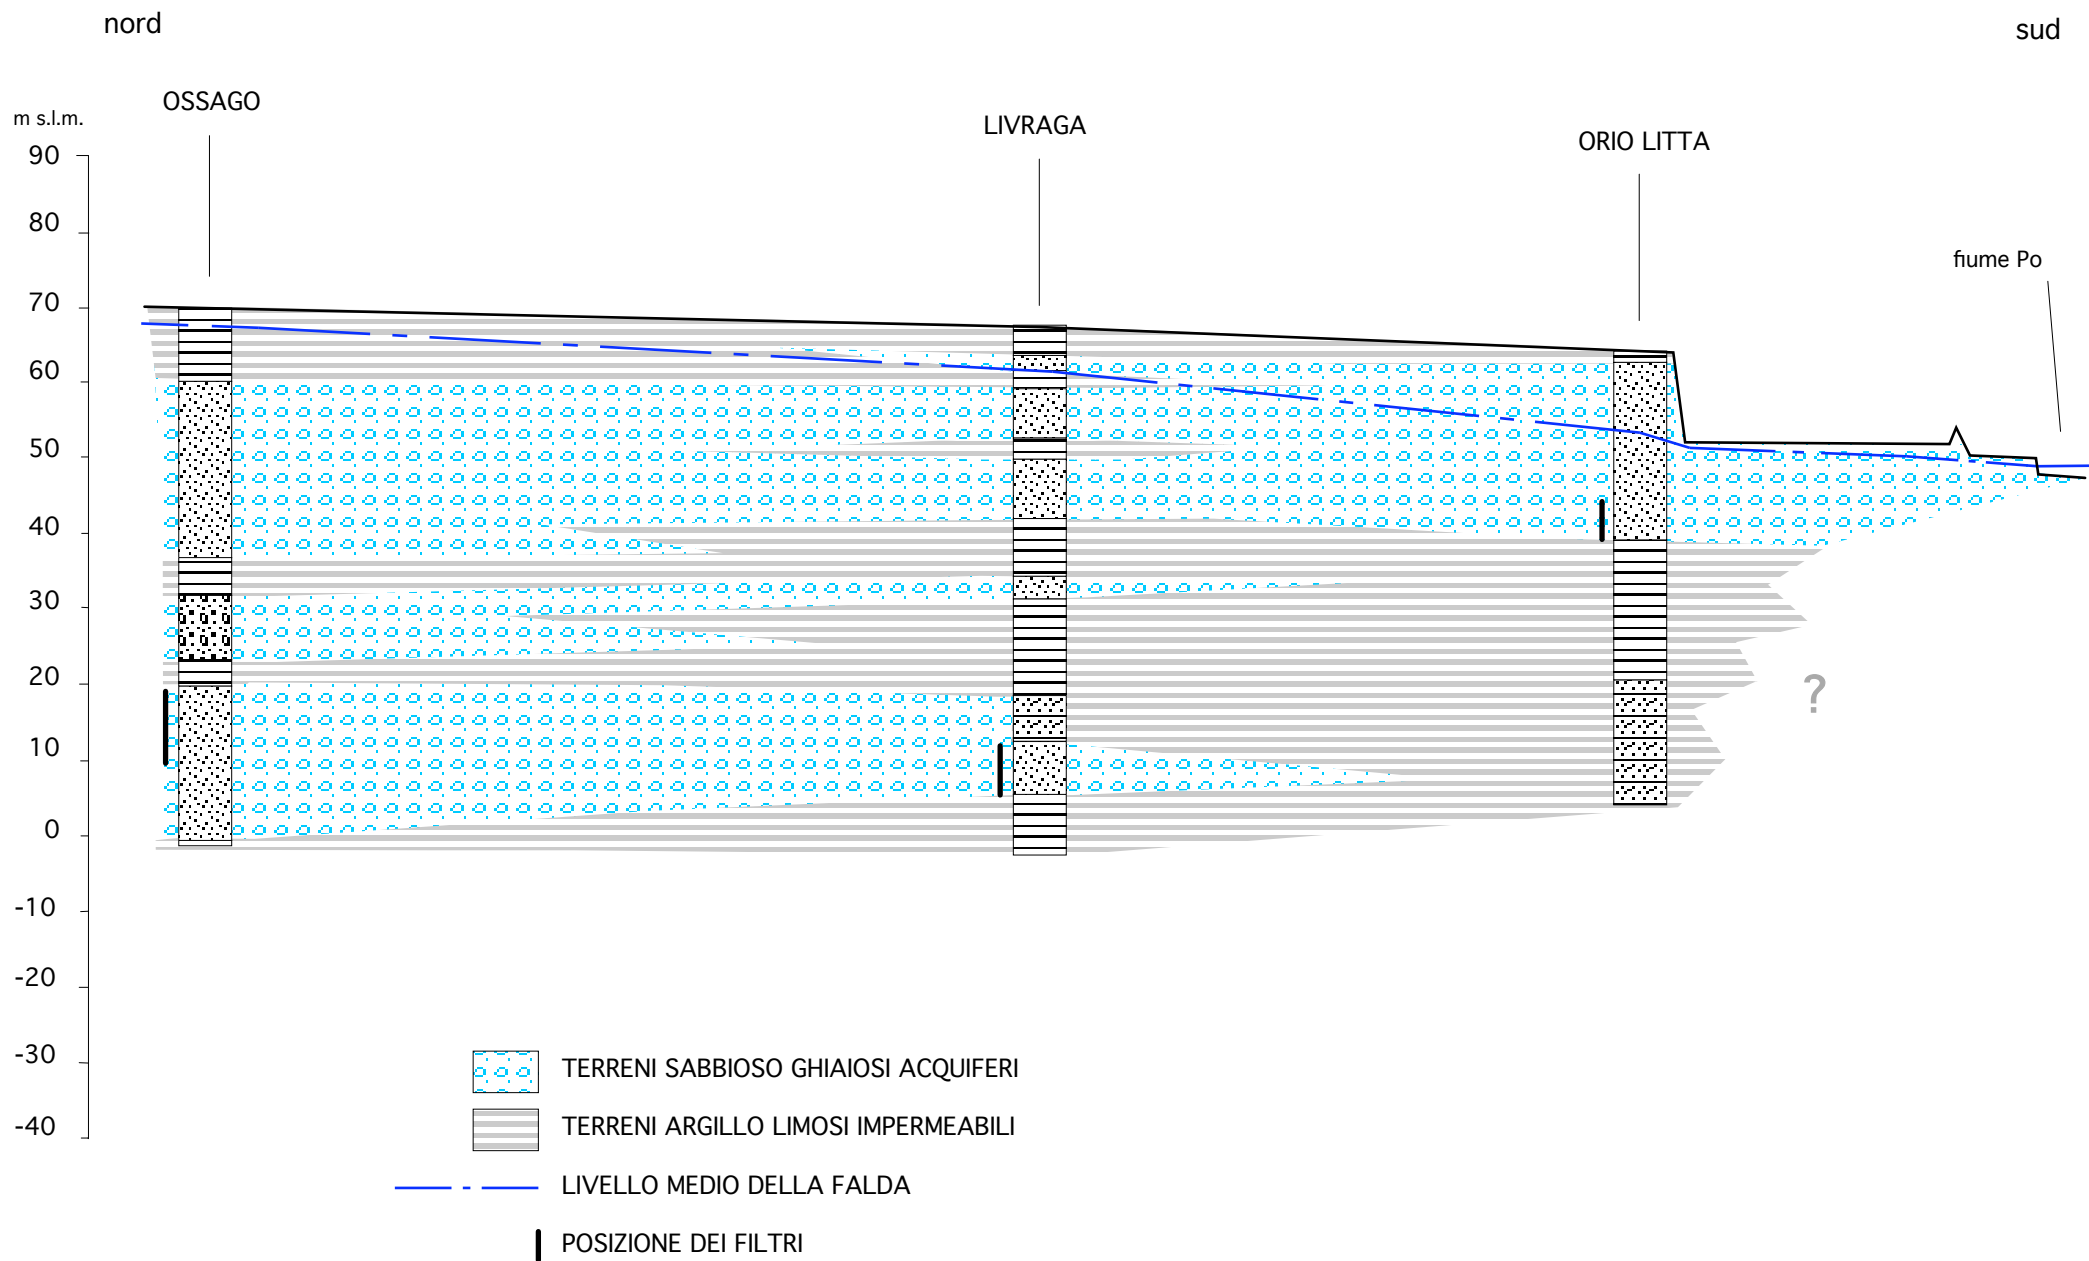 nord
sud
OSSAGO
LIVRAGA
ORIO LITTA
m s.l.m.
fiume Po
90
80
70
60
50
40
30
20
10
0
-10
-20
-30
-40
?
TERRENI SABBIOSO GHIAIOSI ACQUIFERI
TERRENI ARGILLO LIMOSI IMPERMEABILI
LIVELLO MEDIO DELLA FALDA
POSIZIONE DEI FILTRI